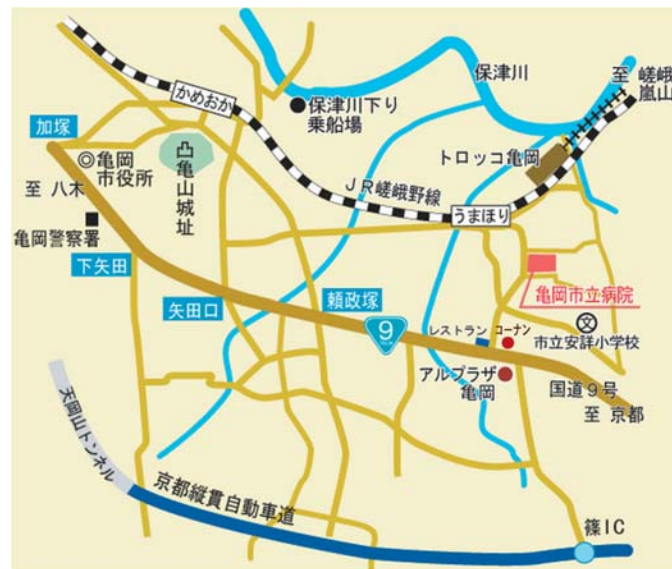 かめおか
保津川
至 嵯峨
嵐山
保津川下り
乗船場
加塚
亀岡
市役所
亀山城址
トロッコ亀岡
至 八木
JR嵯峨野線
うまほり
亀岡警察署
下矢田
矢田口
頼政塚
9
亀岡市立病院
レストラン
コーナン
文
市立安詳小学校
アルプラザ
亀岡
国道9号
至 京都
天岡山トンネル
京都縦貫自動車道
篠IC